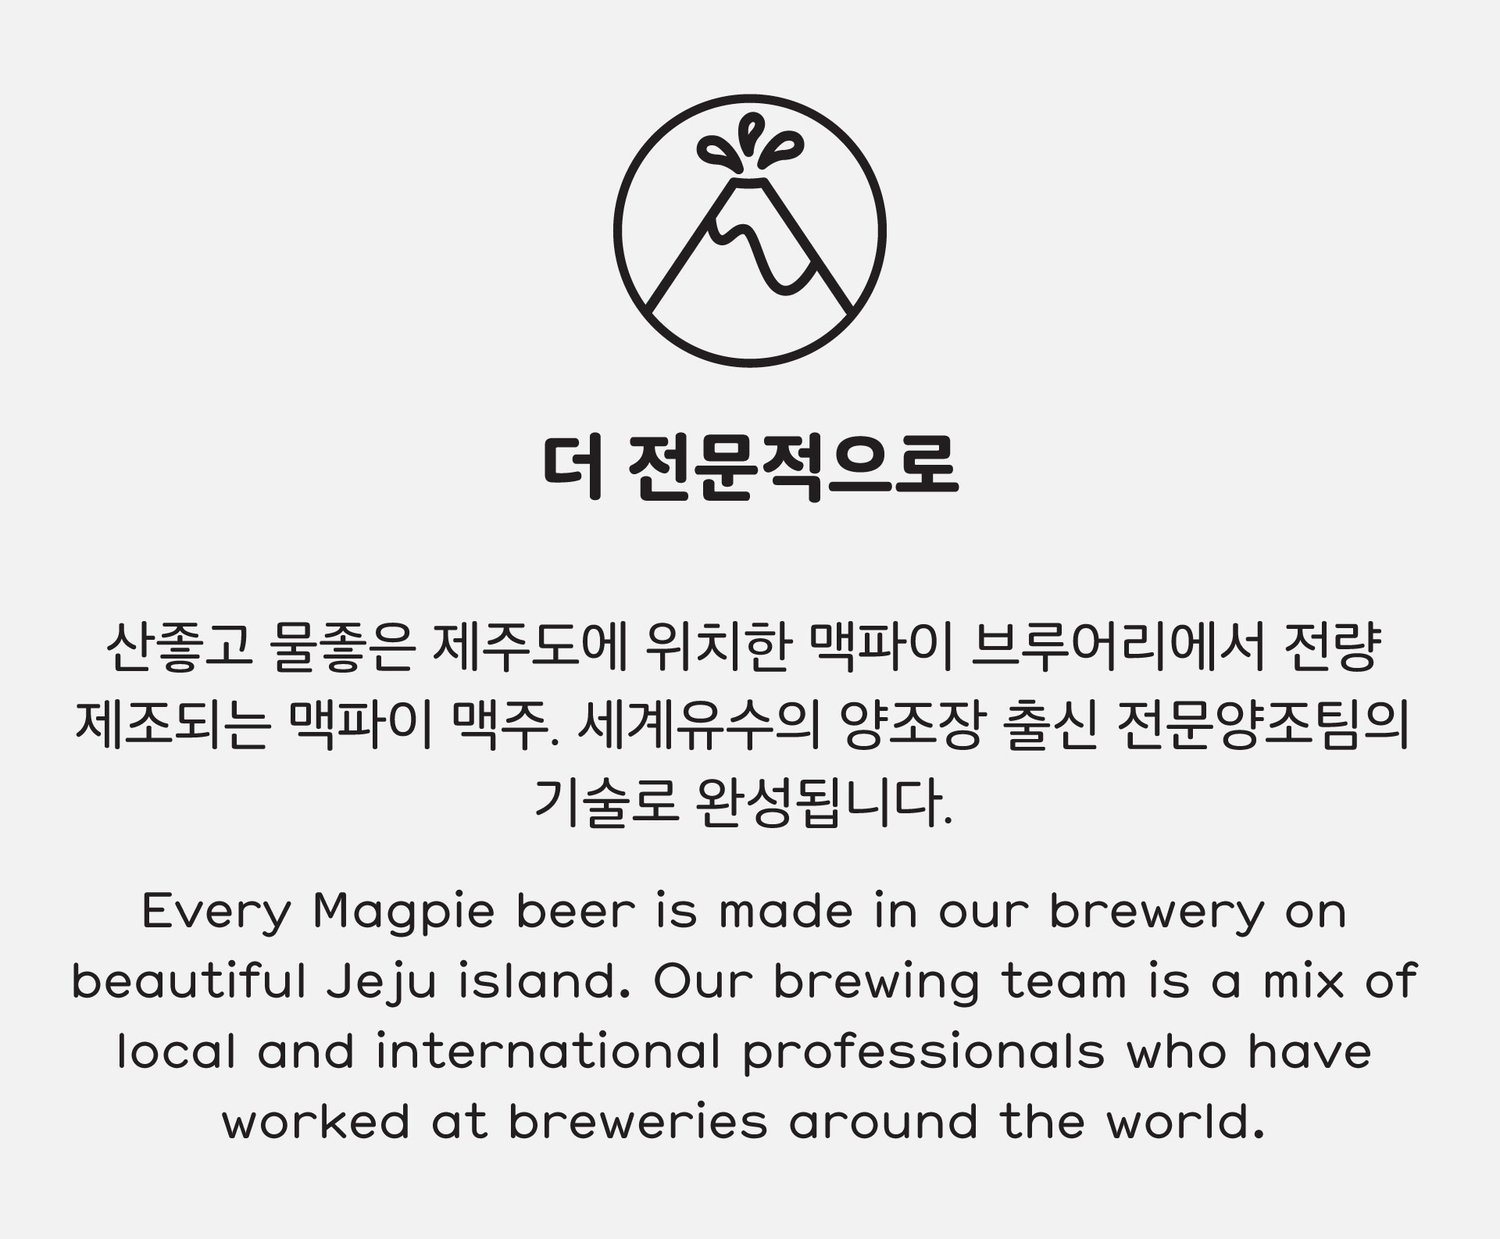 더 전문적으로
산좋고 물좋은 제주도에 위치한 맥파이 브루어리에서 전량
제조되는 맥파이 맥주. 세계유수의 양조장 출신 전문양조팀의
기술로 완성됩니다.
Every Magpie beer is made in our brewery on
beautiful Jeju island. Our brewing team is a mix of
local and international professionals who have
worked at breweries around the world.